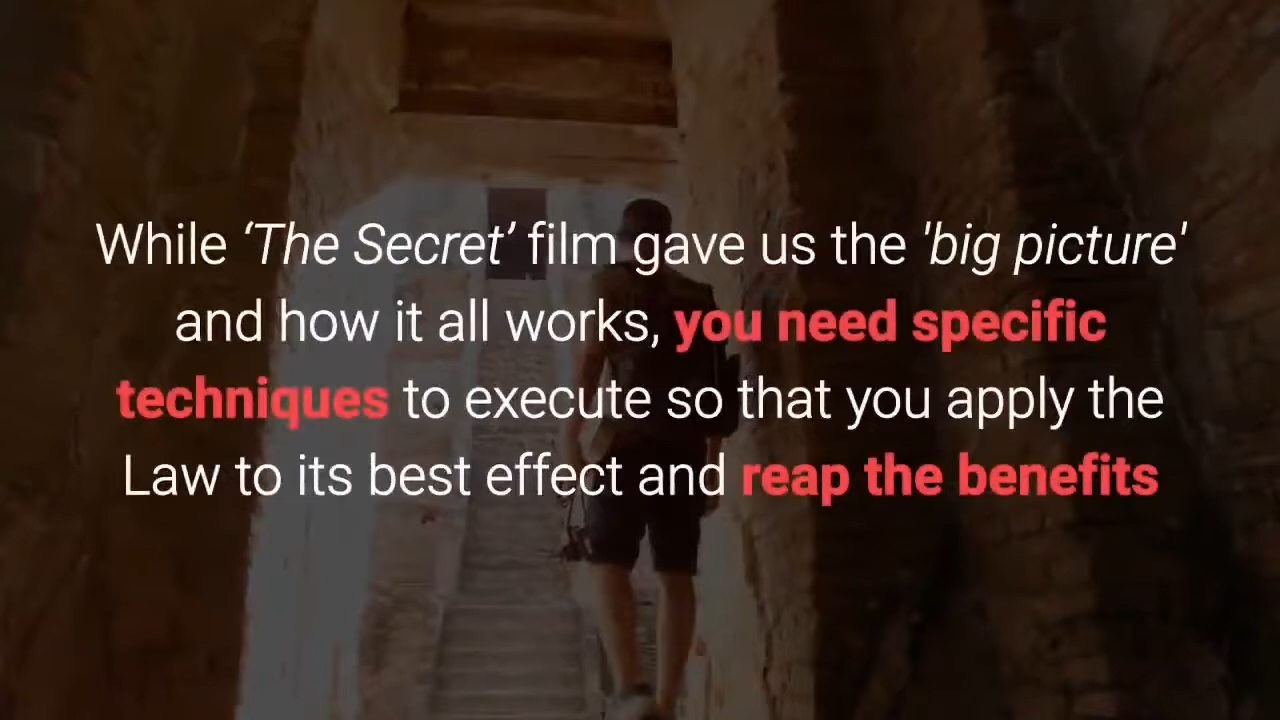 While ‘The Secret’ film gave us the 'big picture'
and how it all works, you need specific
techniques to execute so that you apply the
Law to its best effect and reap the benefits